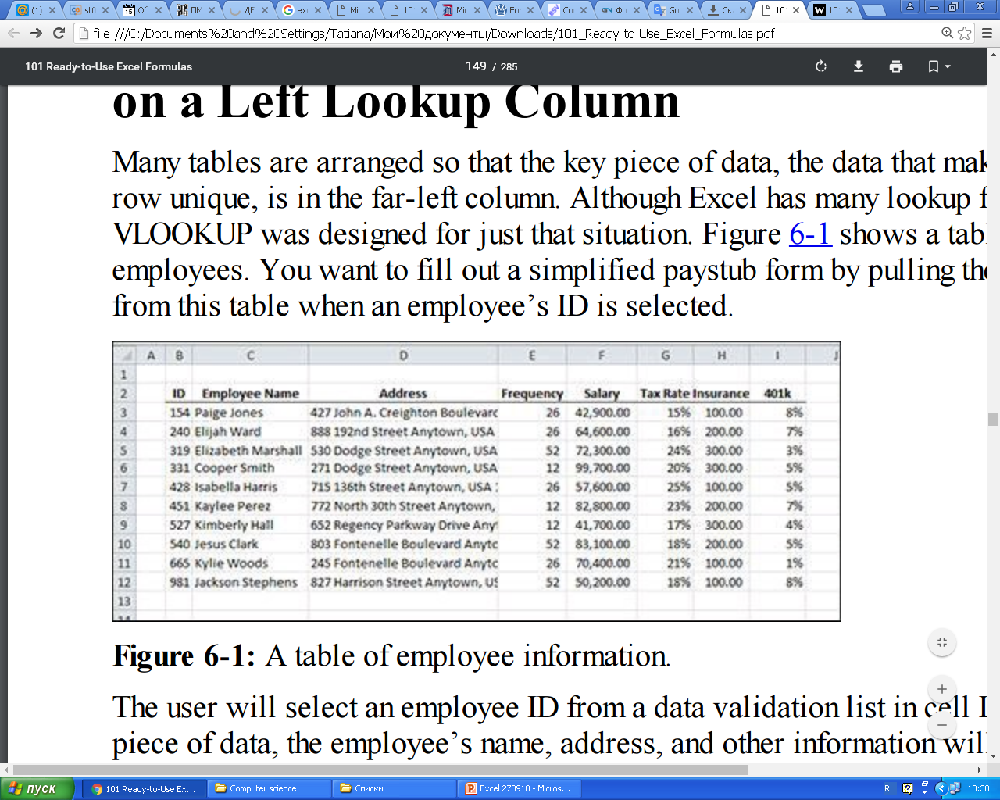 (1)
st0
15 Об
ПМ
ДЕ
ex
Mic
10
Mic
For
Co
Фо
Go
Ск
10
W 10
file:///C:/Documents%20and%20Settings/Tatiana/Мои%20документы/Downloads/101_Ready-to-Use_Excel_Formulas.pdf
101 Ready-to-Use Excel Formulas 149 / 285
on a Left Lookup Column
Many tables are arranged so that the key piece of data, the data that mak
row unique, is in the far-left column. Although Excel has many lookup f
VLOOKUP was designed for just that situation. Figure 6-1 shows a tab
employees. You want to fill out a simplified paystub form by pulling the
from this table when an employee's ID is selected.
A B C D E F G H I J
1
2 ID Employee Name Address Frequency Salary Tax Rate Insurance 401k
3 154 Paige Jones 427 John A. Creighton Boulevard 26 42,900.00 15% 100.00 8%
4 240 Elijah Ward 888 192nd Street Anytown, USA 26 64,600.00 16% 200.00 7%
5 319 Elizabeth Marshall 530 Dodge Street Anytown, USA 52 72,300.00 24% 300.00 3%
6 331 Cooper Smith 271 Dodge Street Anytown, USA 12 99,700.00 20% 300.00 5%
7 428 Isabella Harris 715 136th Street Anytown, USA 26 57,600.00 25% 100.00 5%
8 451 Kaylee Perez 772 North 30th Street Anytown, 12 82,800.00 23% 200.00 7%
9 527 Kimberly Hall 652 Regency Parkway Drive Any 12 41,700.00 17% 300.00 4%
10 540 Jesus Clark 803 Fontenelle Boulevard Anyto 52 83,100.00 18% 200.00 5%
11 665 Kylie Woods 245 Fontenelle Boulevard Anyto 26 70,400.00 21% 100.00 1%
12 981 Jackson Stephens 827 Harrison Street Anytown, US 52 50,200.00 18% 100.00 8%
13
Figure 6-1: A table of employee information.
The user will select an employee ID from a data validation list in cell
piece of data, the employee's name, address, and other information wil
пуск 101 Ready-to-Use Ex... Computer science Списки Excel 270918 - Micros... RU 13:38